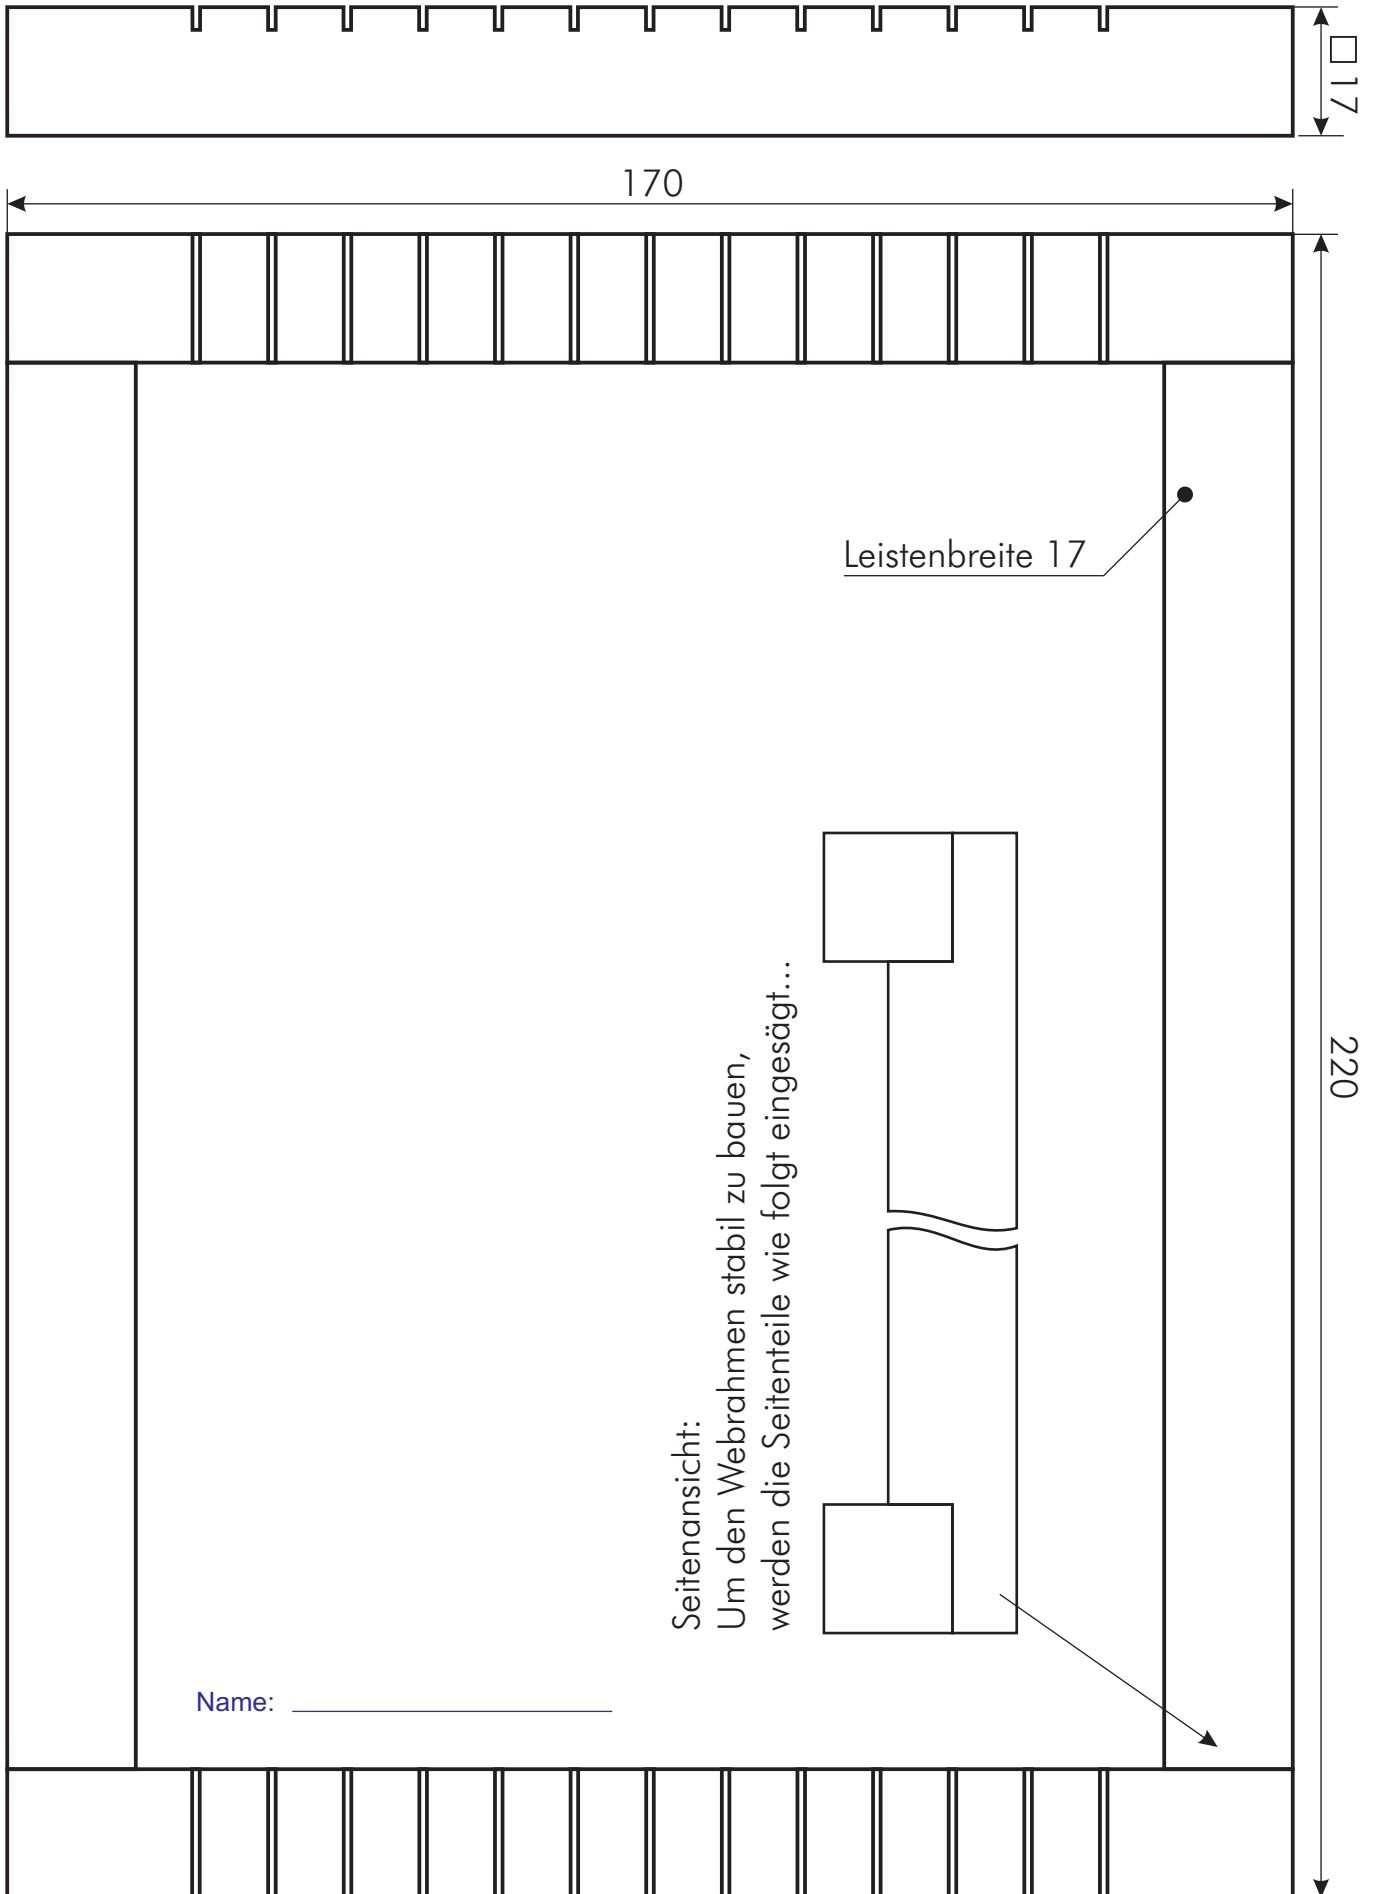 □ 17
170
Leistenbreite 17
220
Seitenansicht:
Um den Webrahmen stabil zu bauen,
werden die Seitenteile wie folgt eingesägt...
Name: